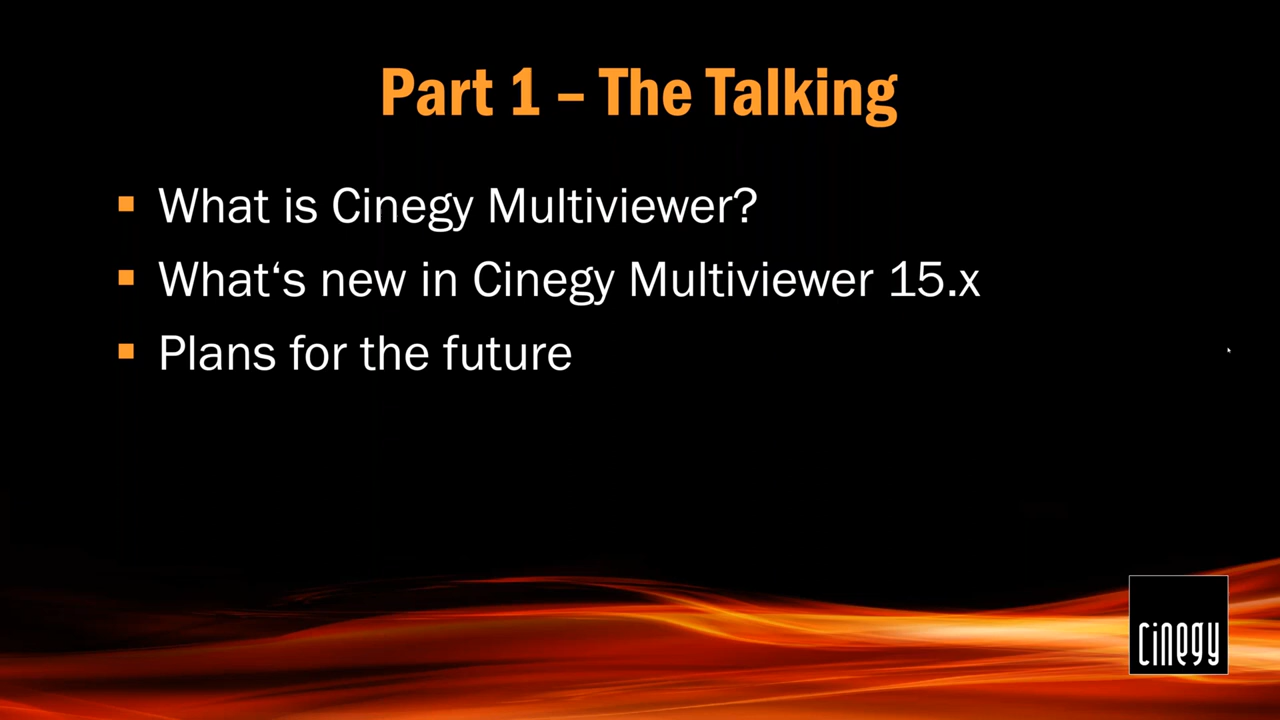 Part 1 – The Talking
▪ What is Cinegy Multiviewer?
▪ What‘s new in Cinegy Multiviewer 15.x
▪ Plans for the future
cinegy